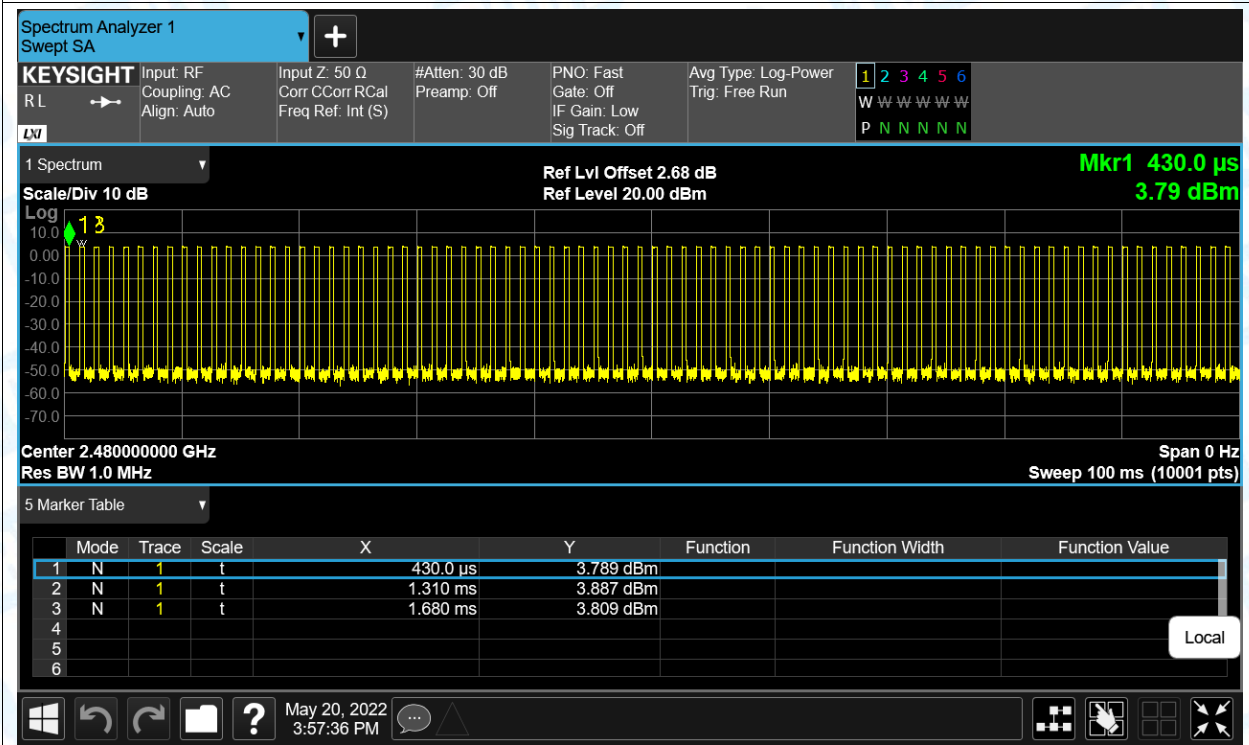 Spectrum Analyzer 1
Swept SA
KEYSIGHT
R L
LXI
Input: RF
Coupling: AC
Align: Auto
Input Z: 50 Ω
Corr CCorr RCal
Freq Ref: Int (S)
#Atten: 30 dB
Preamp: Off
PNO: Fast
Gate: Off
IF Gain: Low
Sig Track: Off
Avg Type: Log-Power
Trig: Free Run
1 2 3 4 5 6
W W W W W W
P N N N N N
1 Spectrum
Scale/Div 10 dB
Ref Lvl Offset 2.68 dB
Ref Level 20.00 dBm
Mkr1 430.0 µs
3.79 dBm
Log
10.0
0.00
-10.0
-20.0
-30.0
-40.0
-50.0
-60.0
-70.0
Center 2.480000000 GHz
Res BW 1.0 MHz
Span 0 Hz
Sweep 100 ms (10001 pts)
5 Marker Table
Mode Trace Scale X Y Function Function Width Function Value
1 N 1 t 430.0 µs 3.789 dBm
2 N 1 t 1.310 ms 3.887 dBm
3 N 1 t 1.680 ms 3.809 dBm
4
5
6
Local
?
May 20, 2022
3:57:36 PM